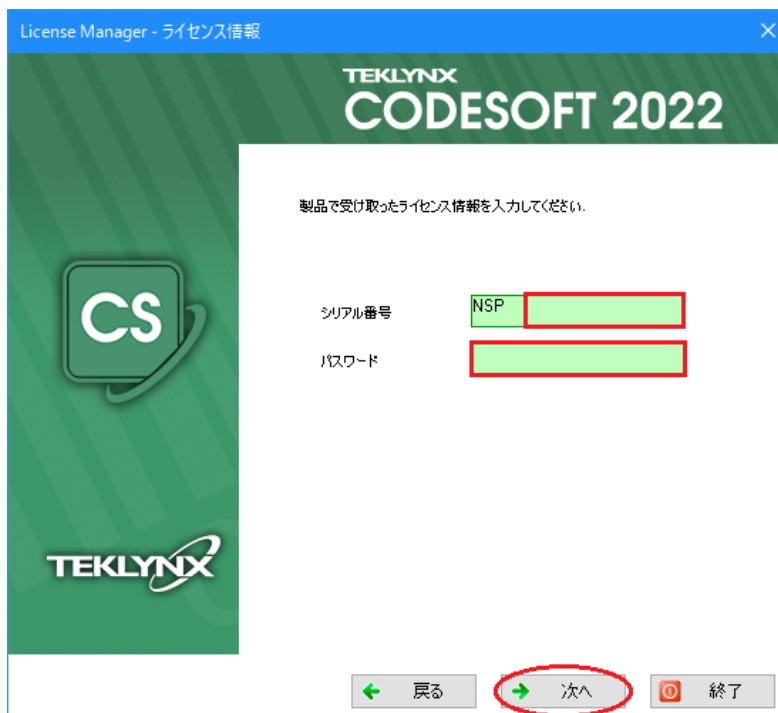 License Manager - ライセンス情報
TEKLYNX
CODESOFT 2022
製品で受け取ったライセンス情報を入力してください.
CS
シリアル番号 NSP
パスワード
TEKLYNX
戻る 次へ 終了